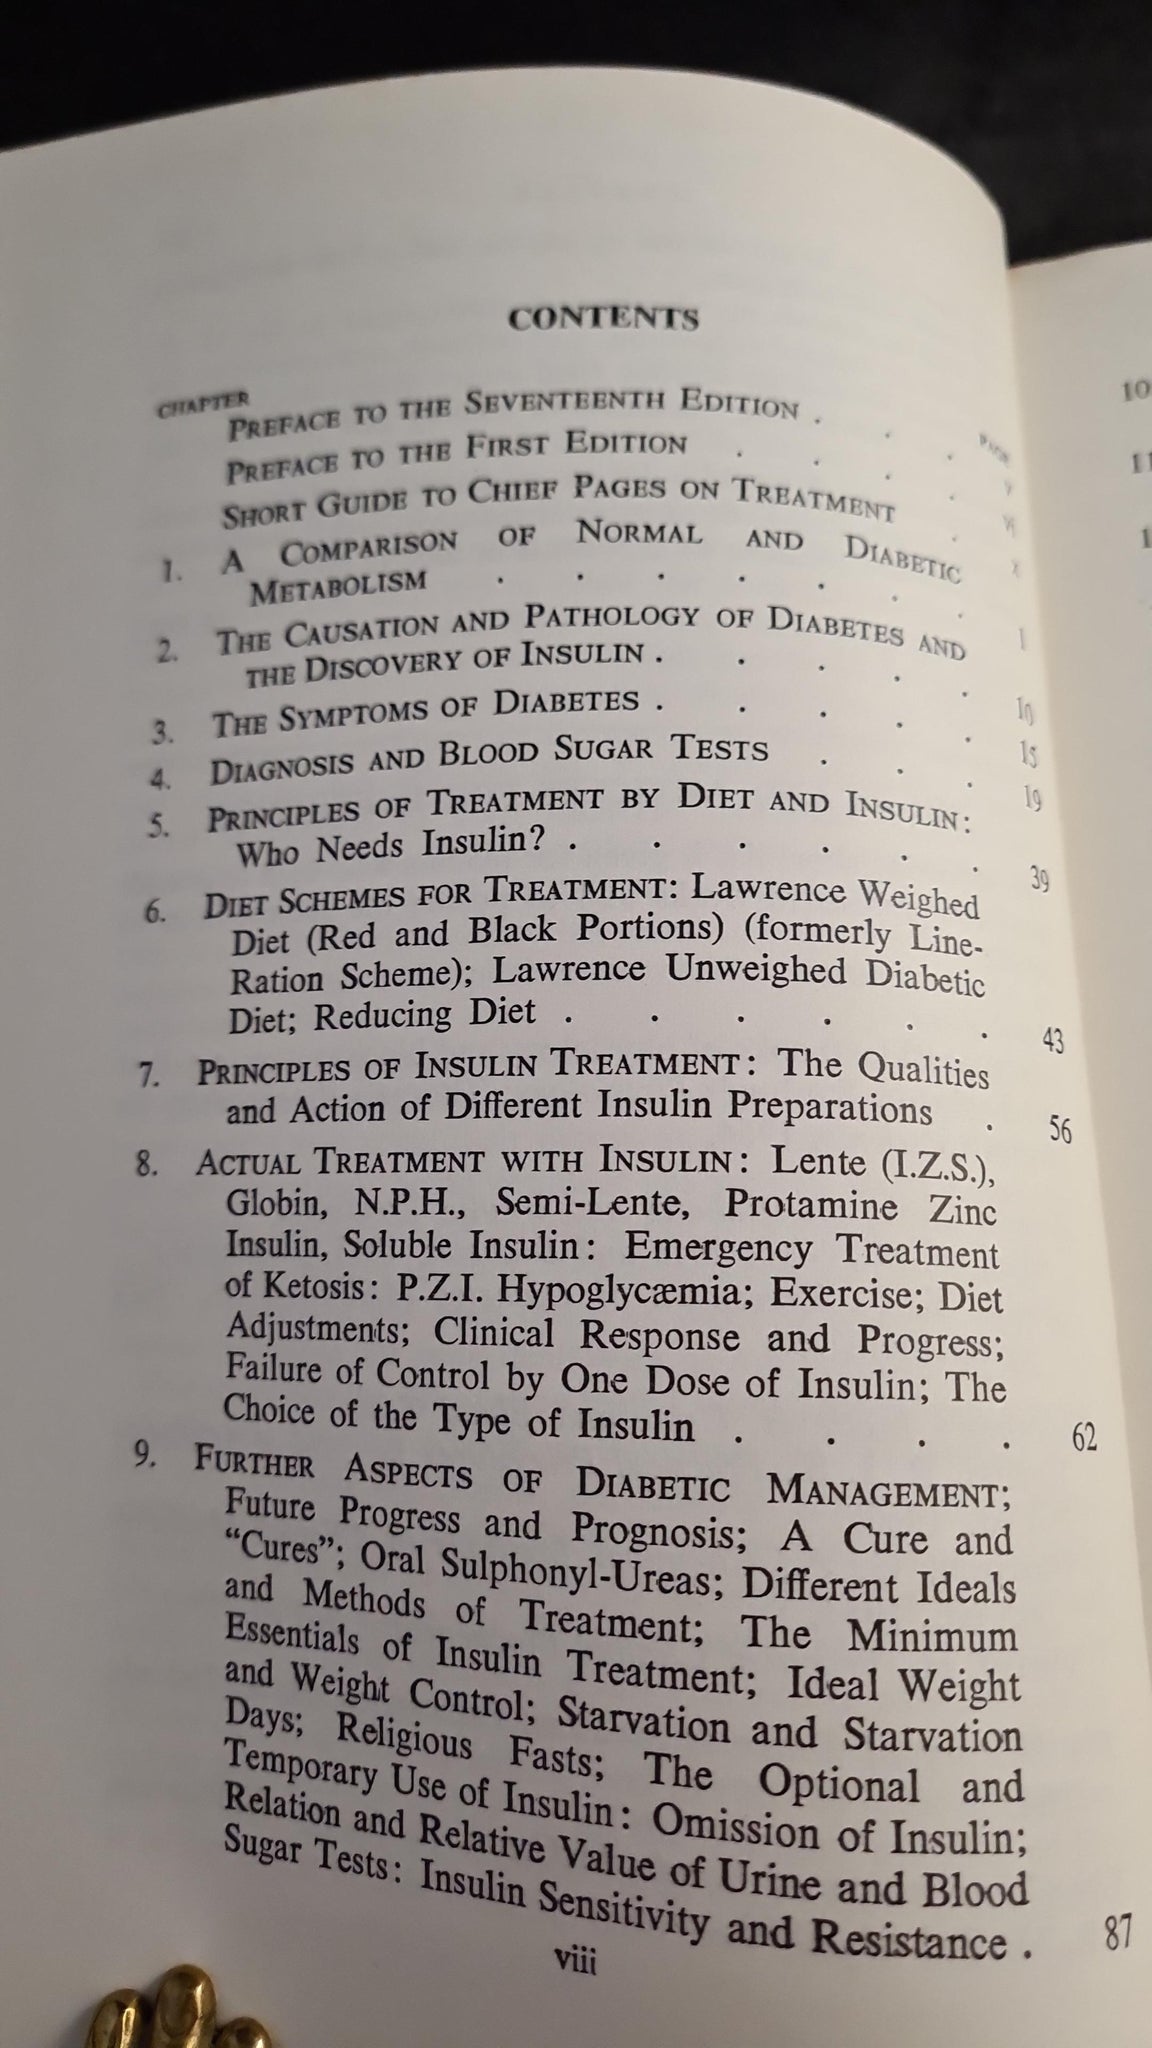 CONTENTS
CHAPTER
PAGE
PREFACE TO THE SEVENTEENTH EDITION . . . . v
PREFACE TO THE FIRST EDITION . . . . vi
SHORT GUIDE TO CHIEF PAGES ON TREATMENT . x
1. A COMPARISON OF NORMAL AND DIABETIC
METABOLISM . . . . . . . 1
2. THE CAUSATION AND PATHOLOGY OF DIABETES AND
THE DISCOVERY OF INSULIN . . . . . 10
3. THE SYMPTOMS OF DIABETES . . . . . 15
4. DIAGNOSIS AND BLOOD SUGAR TESTS . . . 19
5. PRINCIPLES OF TREATMENT BY DIET AND INSULIN:
Who Needs Insulin? . . . . . . 39
6. DIET SCHEMES FOR TREATMENT: Lawrence Weighed
Diet (Red and Black Portions) (formerly Line-
Ration Scheme); Lawrence Unweighed Diabetic
Diet; Reducing Diet . . . . . . 43
7. PRINCIPLES OF INSULIN TREATMENT: The Qualities
and Action of Different Insulin Preparations . 56
8. ACTUAL TREATMENT WITH INSULIN: Lente (I.Z.S.),
Globin, N.P.H., Semi-Lente, Protamine Zinc
Insulin, Soluble Insulin: Emergency Treatment
of Ketosis: P.Z.I. Hypoglycæmia; Exercise; Diet
Adjustments; Clinical Response and Progress;
Failure of Control by One Dose of Insulin; The
Choice of the Type of Insulin . . . . 62
9. FURTHER ASPECTS OF DIABETIC MANAGEMENT;
Future Progress and Prognosis; A Cure and
“Cures”; Oral Sulphonyl-Ureas; Different Ideals
and Methods of Treatment; The Minimum
Essentials of Insulin Treatment; Ideal Weight
and Weight Control; Starvation and Starvation
Days; Religious Fasts; The Optional and
Temporary Use of Insulin: Omission of Insulin;
Relation and Relative Value of Urine and Blood
Sugar Tests: Insulin Sensitivity and Resistance . 87
viii
10
11